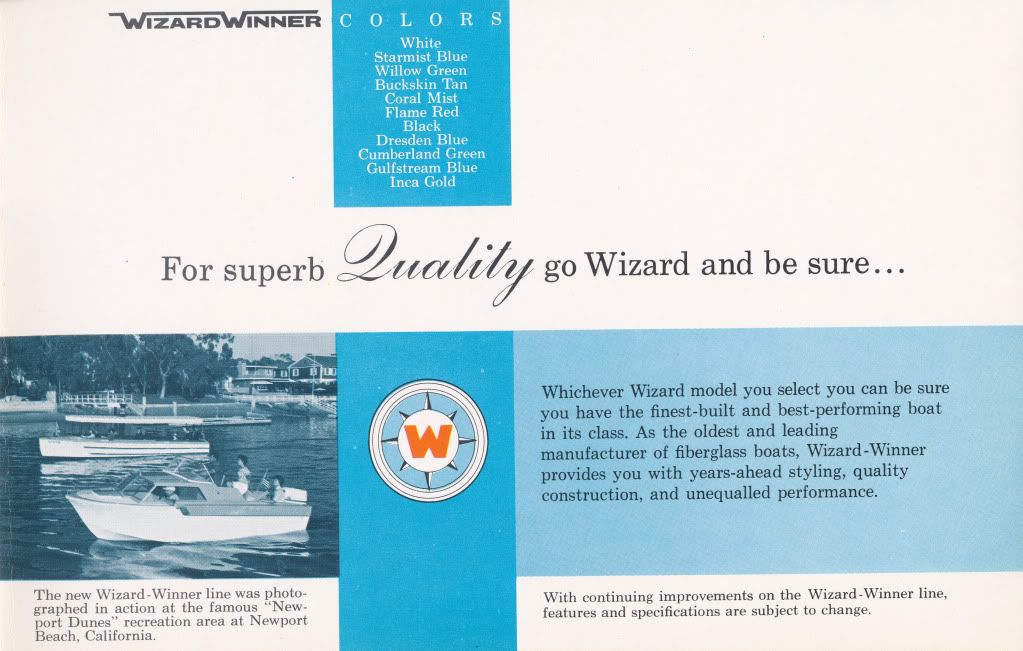 WIZARDWINNER
COLORS
White
Starmist Blue
Willow Green
Buckskin Tan
Coral Mist
Flame Red
Black
Dresden Blue
Cumberland Green
Gulfstream Blue
Inca Gold
For superb Quality go Wizard and be sure...
W
Whichever Wizard model you select you can be sure
you have the finest-built and best-performing boat
in its class. As the oldest and leading
manufacturer of fiberglass boats, Wizard-Winner
provides you with years-ahead styling, quality
construction, and unequalled performance.
The new Wizard-Winner line was photo-
graphed in action at the famous “New-
port Dunes” recreation area at Newport
Beach, California.
With continuing improvements on the Wizard-Winner line,
features and specifications are subject to change.